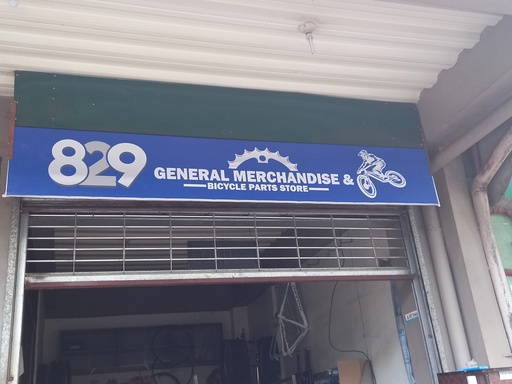 829
GENERAL MERCHANDISE &
BICYCLE PARTS STORE